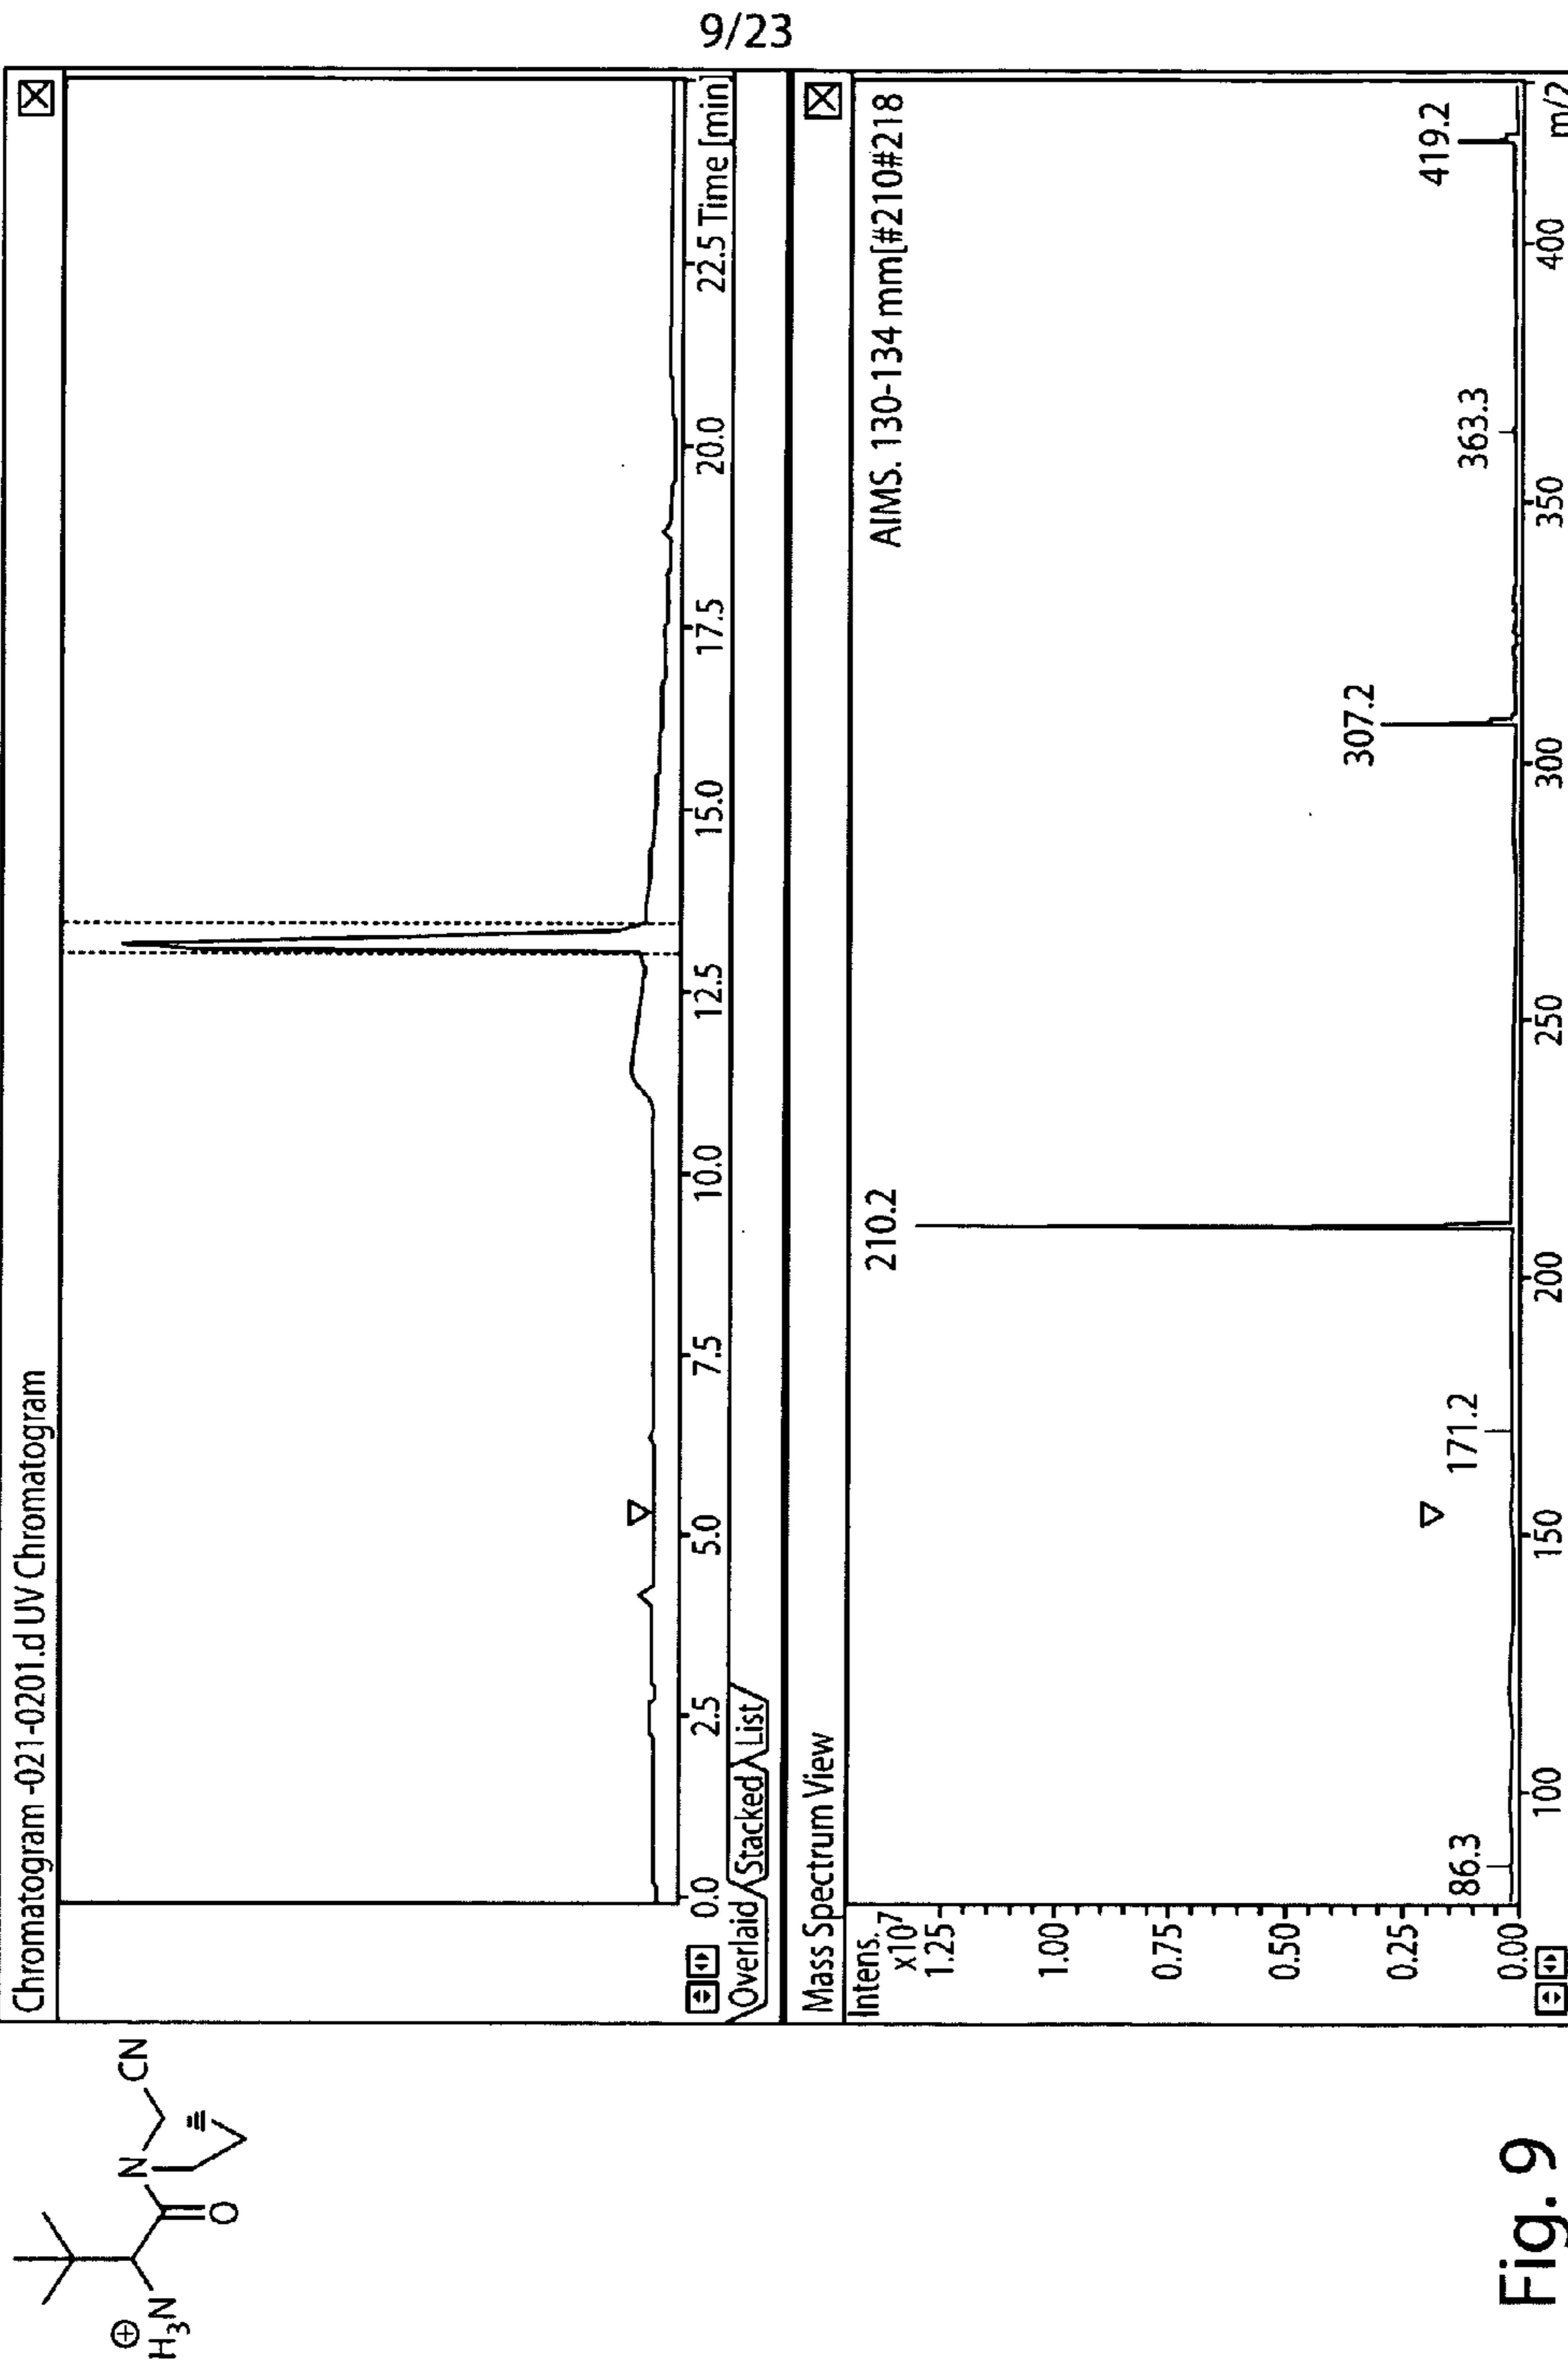 9/23
Chromatogram -021-0201.d UV Chromatogram
0.0 2.5 5.0 7.5 10.0 12.5 15.0 17.5 20.0 22.5 Time [min]
Overlaid Stacked List
Mass Spectrum View
Intens.
x10⁷
AIMS. 130-134 mm[#210#218
1.25
1.00
0.75
0.50
0.25
0.00
86.3
171.2
210.2
307.2
363.3
419.2
100 150 200 250 300 350 400 m/2
⊕
H₃N
O
N
CN
Fig. 9